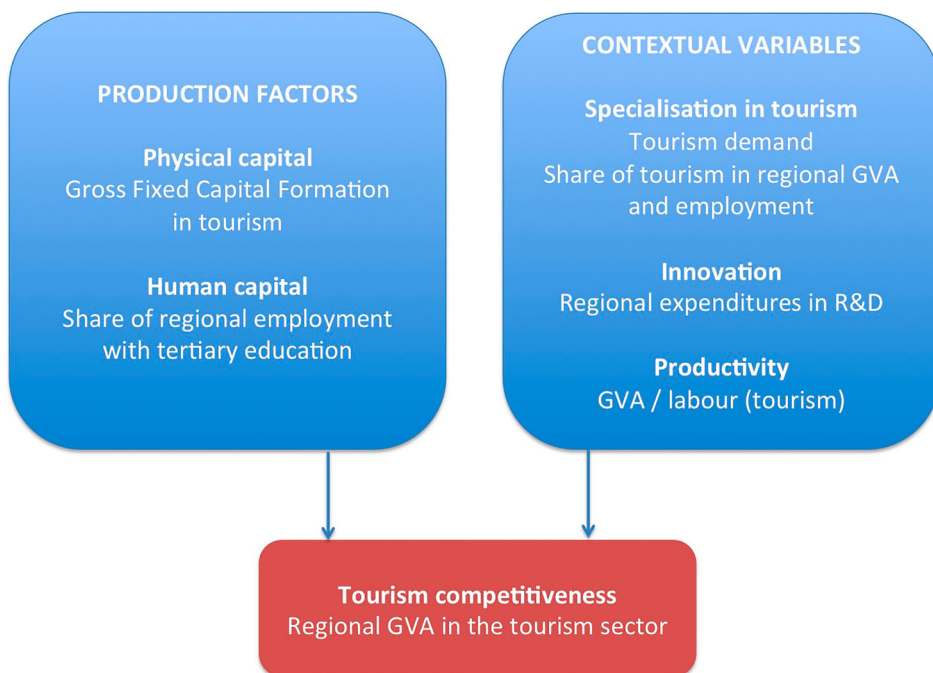 PRODUCTION FACTORS
Physical capital
Gross Fixed Capital Formation
in tourism
Human capital
Share of regional employment
with tertiary education
CONTEXTUAL VARIABLES
Specialisation in tourism
Tourism demand
Share of tourism in regional GVA
and employment
Innovation
Regional expenditures in R&D
Productivity
GVA / labour (tourism)
Tourism competitiveness
Regional GVA in the tourism sector